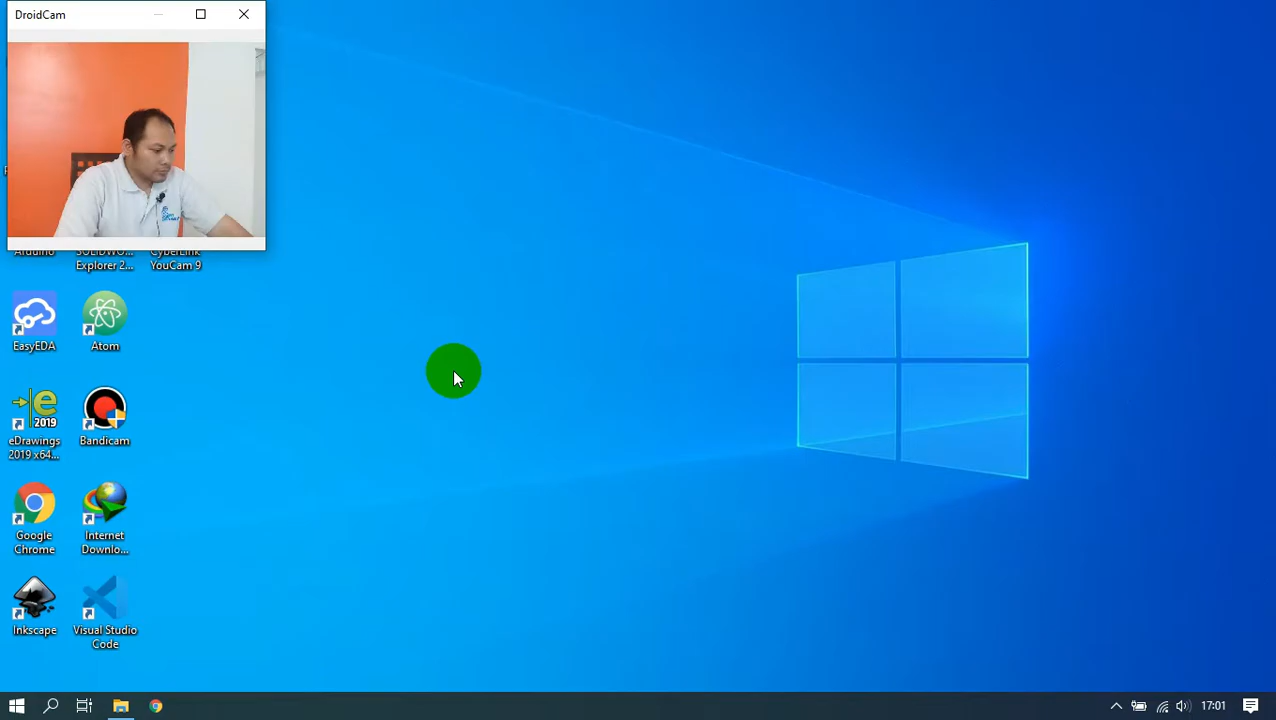 DroidCam
Arduino
SOLIDWO...
Explorer 2...
CyberLink
YouCam 9
EasyEDA
Atom
e
2019
eDrawings
2019 x64...
Bandicam
Google
Chrome
Internet
Downlo...
Inkscape
Visual Studio
Code
17:01